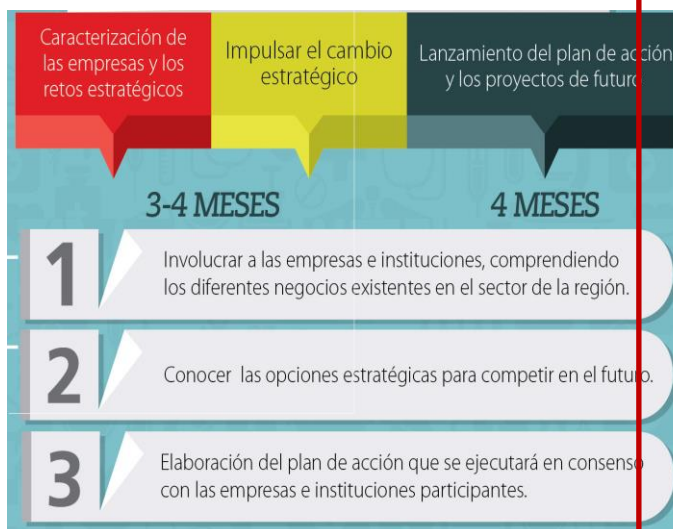 Caracterización de
las empresas y los
retos estratégicos
Impulsar el cambio
estratégico
Lanzamiento del plan de acción
y los proyectos de futuro
3-4 MESES
4 MESES
1
Involucrar a las empresas e instituciones, comprendiendo
los diferentes negocios existentes en el sector de la región.
2
Conocer las opciones estratégicas para competir en el futuro.
3
Elaboración del plan de acción que se ejecutará en consenso
con las empresas e instituciones participantes.